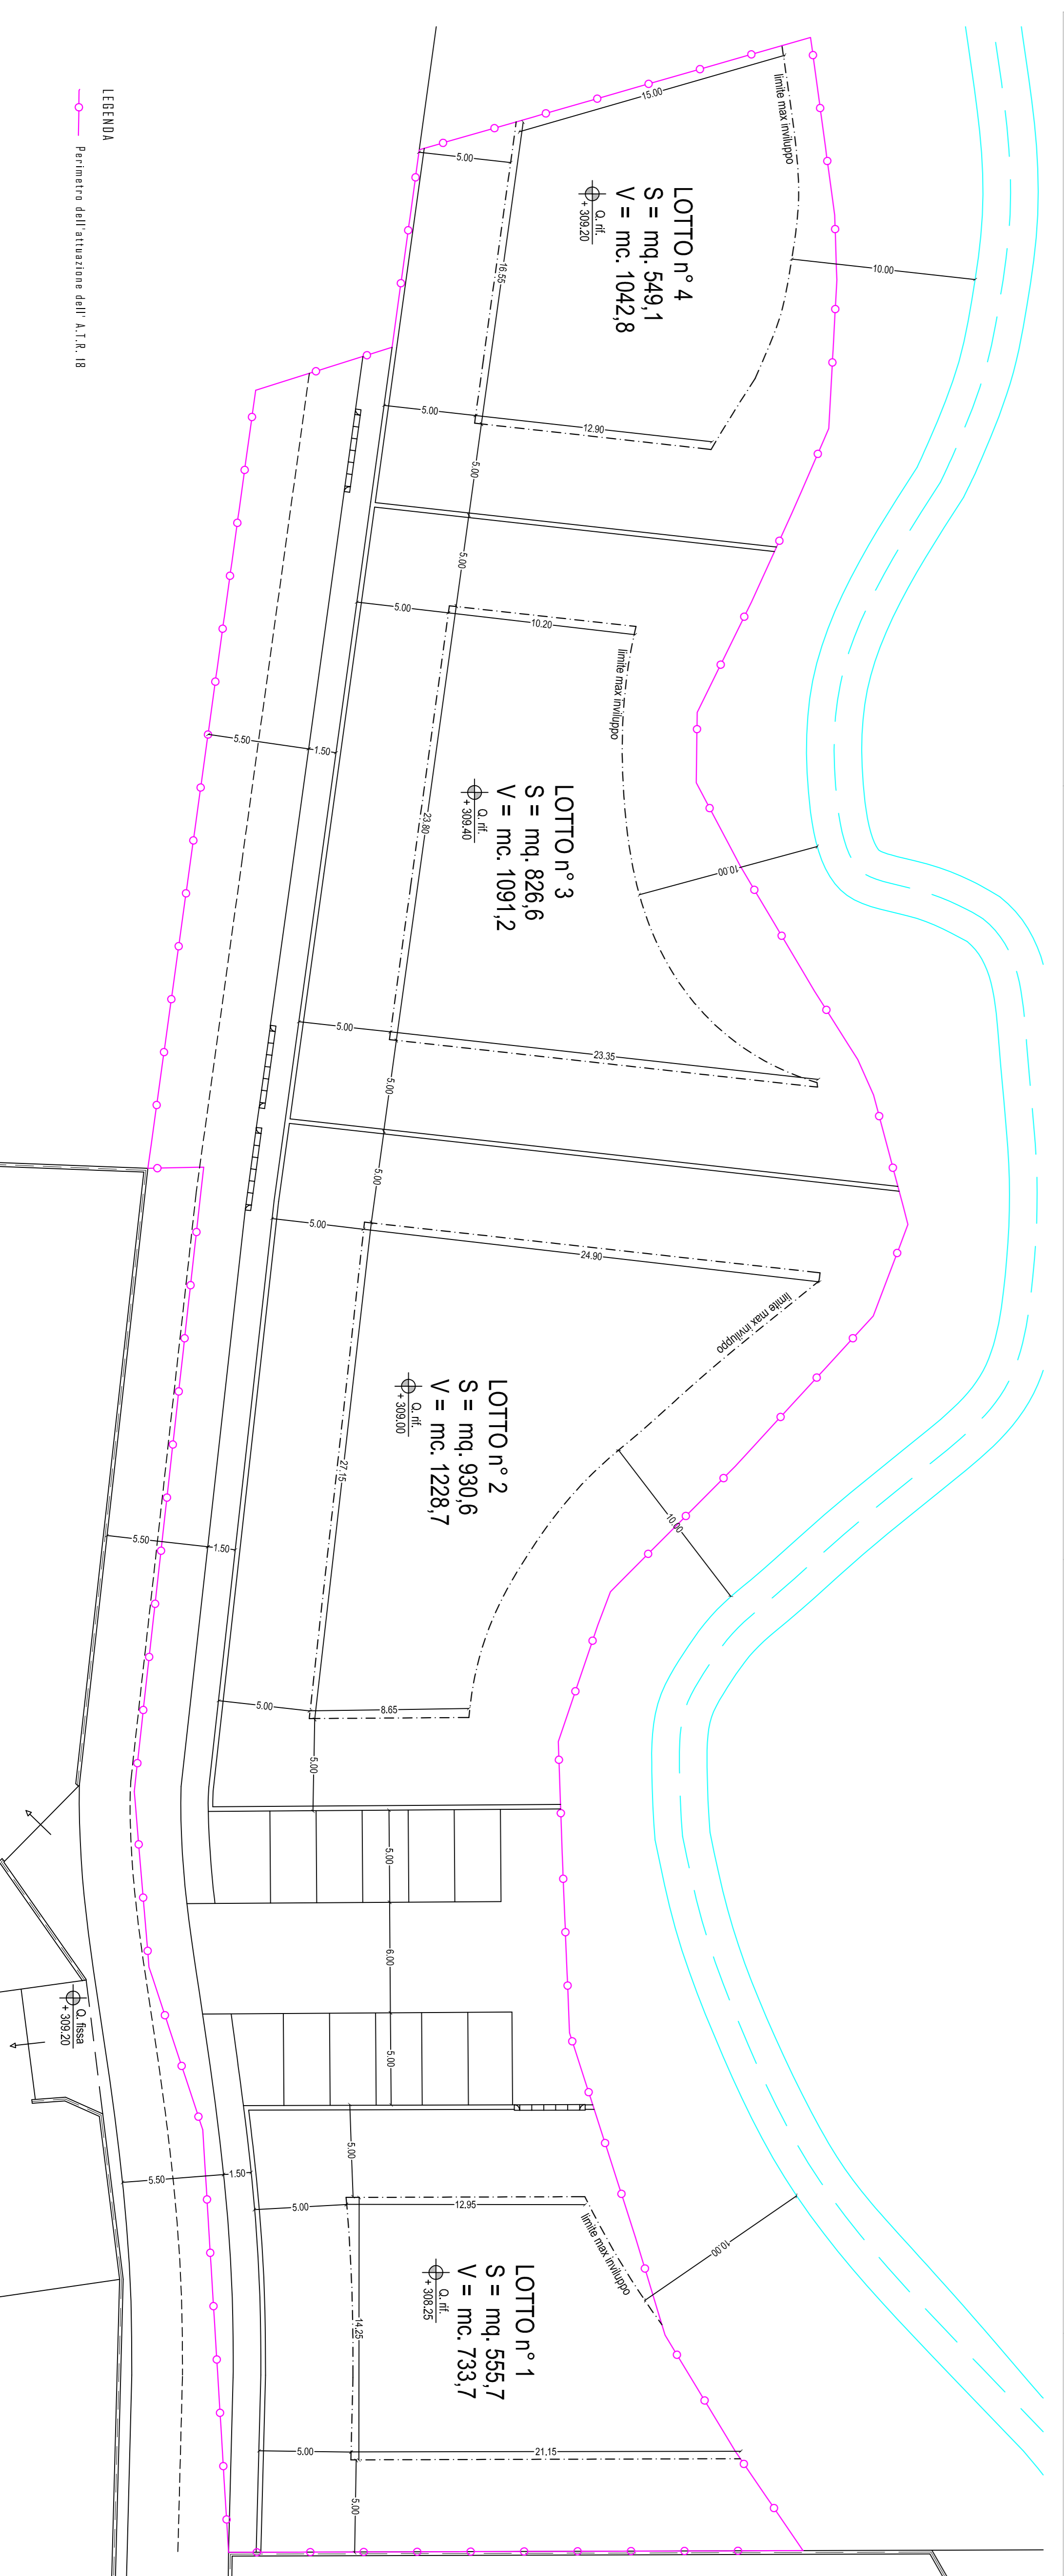 LEGENDA
Perimetro dell'attuazione dell' A.T.R. 18
LOTTO n° 4
S = mq. 549,1
V = mc. 1042,8
Q. rif.
+ 309.20
limite max inviluppo
15.00
5.00
16.55
10.00
5.00
12.90
5.00
LOTTO n° 3
S = mq. 826,6
V = mc. 1091,2
Q. rif.
+ 309.40
limite max inviluppo
5.00
5.00
10.20
5.50
1.50
23.80
10.00
5.00
23.35
5.00
LOTTO n° 2
S = mq. 930,6
V = mc. 1228,7
Q. rif.
+ 309.00
limite max inviluppo
5.00
5.00
24.90
27.15
10.00
5.50
1.50
5.00
8.65
5.00
5.00
6.00
5.00
Q. fissa
+ 309.20
LOTTO n° 1
S = mq. 555,7
V = mc. 733,7
Q. rif.
+ 308.25
limite max inviluppo
5.00
5.50
1.50
5.00
12.95
10.00
14.25
5.00
21.15
5.00